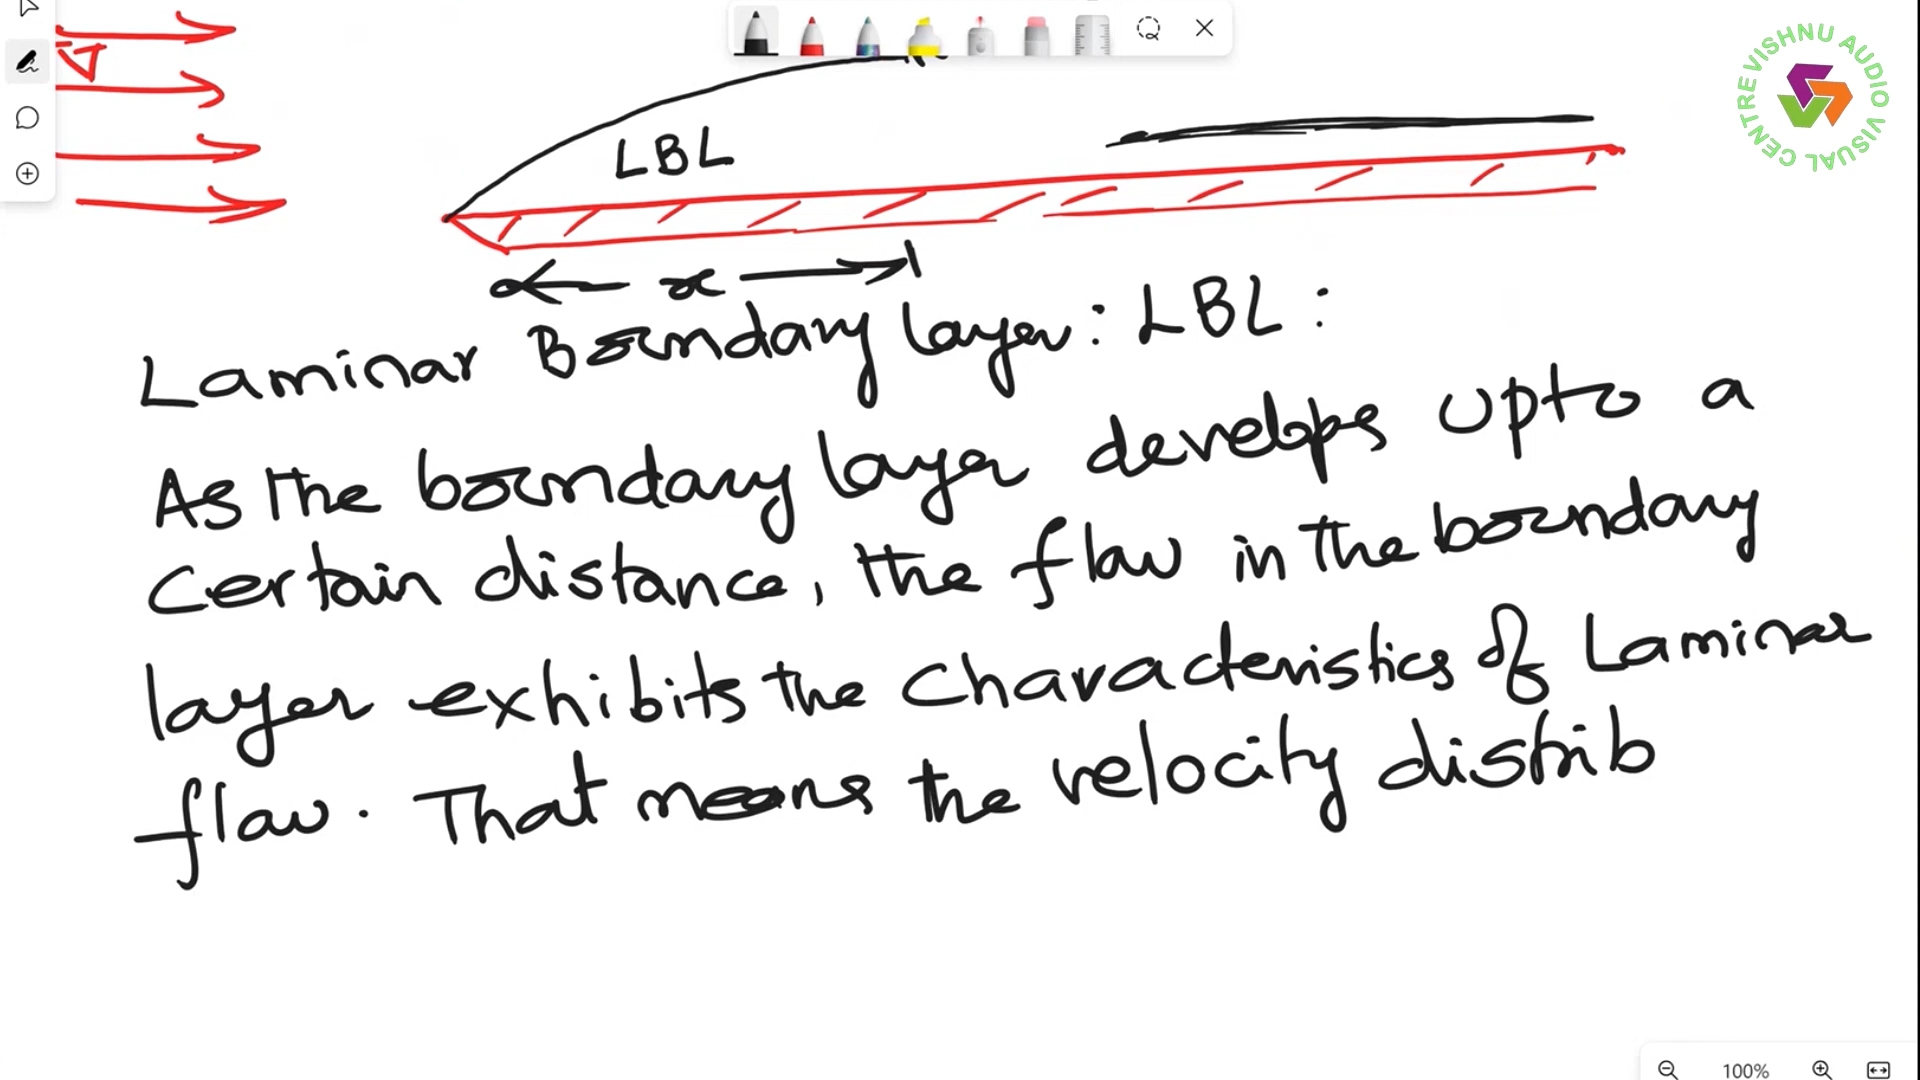 VISHNU AUDIO VISUAL CENTRE
LBL
x
Laminar Boundary layer: LBL:
As the boundary layer develops upto a
certain distance, the flow in the boundary
layer exhibits the characteristics of Laminar
flow. That means the velocity distrib
100%